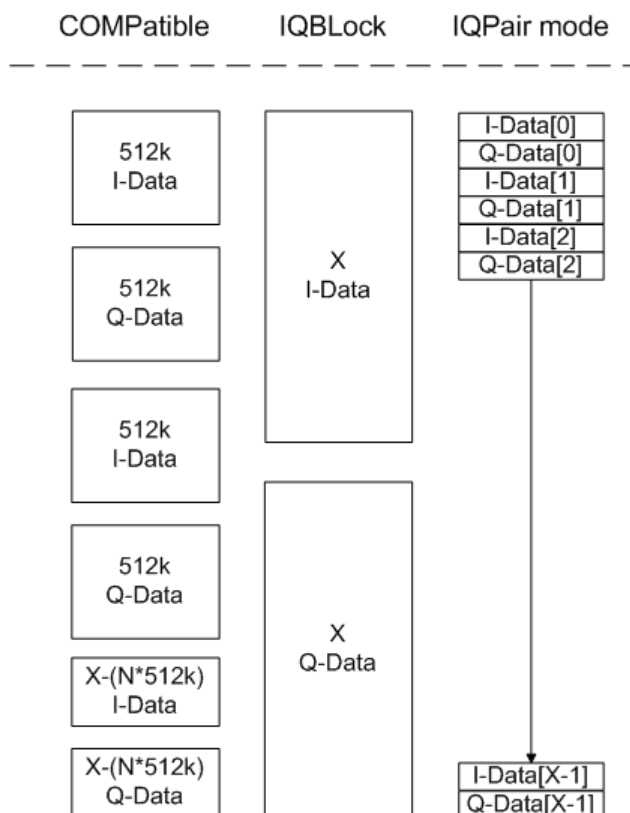 COMPatible IQBLock IQPair mode
512k
I-Data
512k
Q-Data
512k
I-Data
512k
Q-Data
X-(N*512k)
I-Data
X-(N*512k)
Q-Data
X
I-Data
X
Q-Data
I-Data[0]
Q-Data[0]
I-Data[1]
Q-Data[1]
I-Data[2]
Q-Data[2]
I-Data[X-1]
Q-Data[X-1]